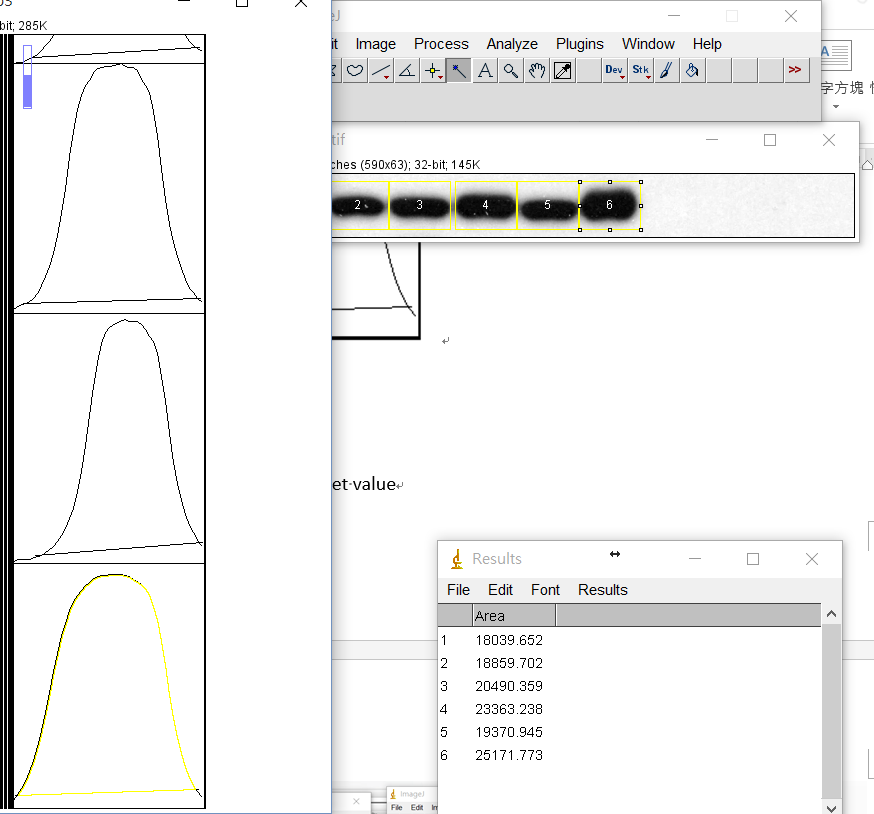 bit; 285K
Image Process Analyze Plugins Window Help
Dev Stk >>
A
字方塊
tif
ches (590x63); 32-bit; 145K
2 3 4 5 6
et value
Results
File Edit Font Results
Area
1 18039.652
2 18859.702
3 20490.359
4 23363.238
5 19370.945
6 25171.773
ImageJ
File Edit